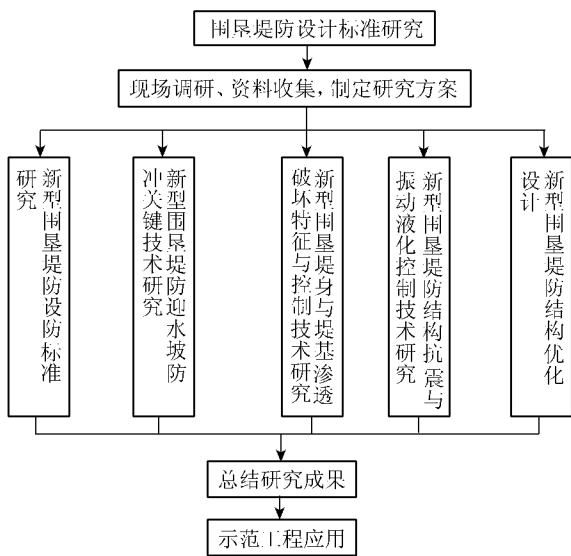 围垦堤防设计标准研究
现场调研、资料收集,制定研究方案
新型围垦堤防设防标准
研究
新型围垦堤防迎水坡防
冲关键技术研究
新型围垦堤身与堤基渗透
破坏特征与控制技术研究
新型围垦堤防结构抗震与
振动液化控制技术研究
新型围垦堤防结构优化
设计
总结研究成果
示范工程应用